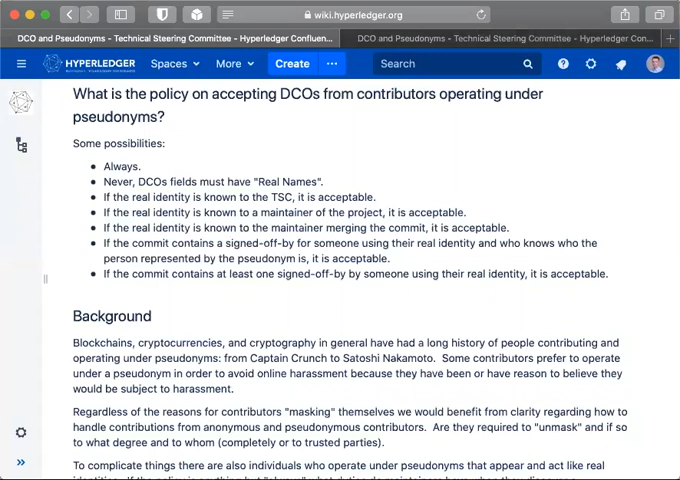 wiki.hyperledger.org
DCO and Pseudonyms - Technical Steering Committee - Hyperledger Confluen...
DCO and Pseudonyms - Technical Steering Committee - Hyperledger Conf...
HYPERLEDGER
Spaces
More
Create
Search
What is the policy on accepting DCOs from contributors operating under
pseudonyms?
Some possibilities:
Always.
Never, DCOs fields must have "Real Names".
If the real identity is known to the TSC, it is acceptable.
If the real identity is known to a maintainer of the project, it is acceptable.
If the real identity is known to the maintainer merging the commit, it is acceptable.
If the commit contains a signed-off-by for someone using their real identity and who knows who the
person represented by the pseudonym is, it is acceptable.
If the commit contains at least one signed-off-by by someone using their real identity, it is acceptable.
Background
Blockchains, cryptocurrencies, and cryptography in general have had a long history of people contributing and
operating under pseudonyms: from Captain Crunch to Satoshi Nakamoto. Some contributors prefer to operate
under a pseudonym in order to avoid online harassment because they have been or have reason to believe they
would be subject to harassment.
Regardless of the reasons for contributors "masking" themselves we would benefit from clarity regarding how to
handle contributions from anonymous and pseudonymous contributors. Are they required to "unmask" and if so
to what degree and to whom (completely or to trusted parties).
To complicate things there are also individuals who operate under pseudonyms that appear and act like real